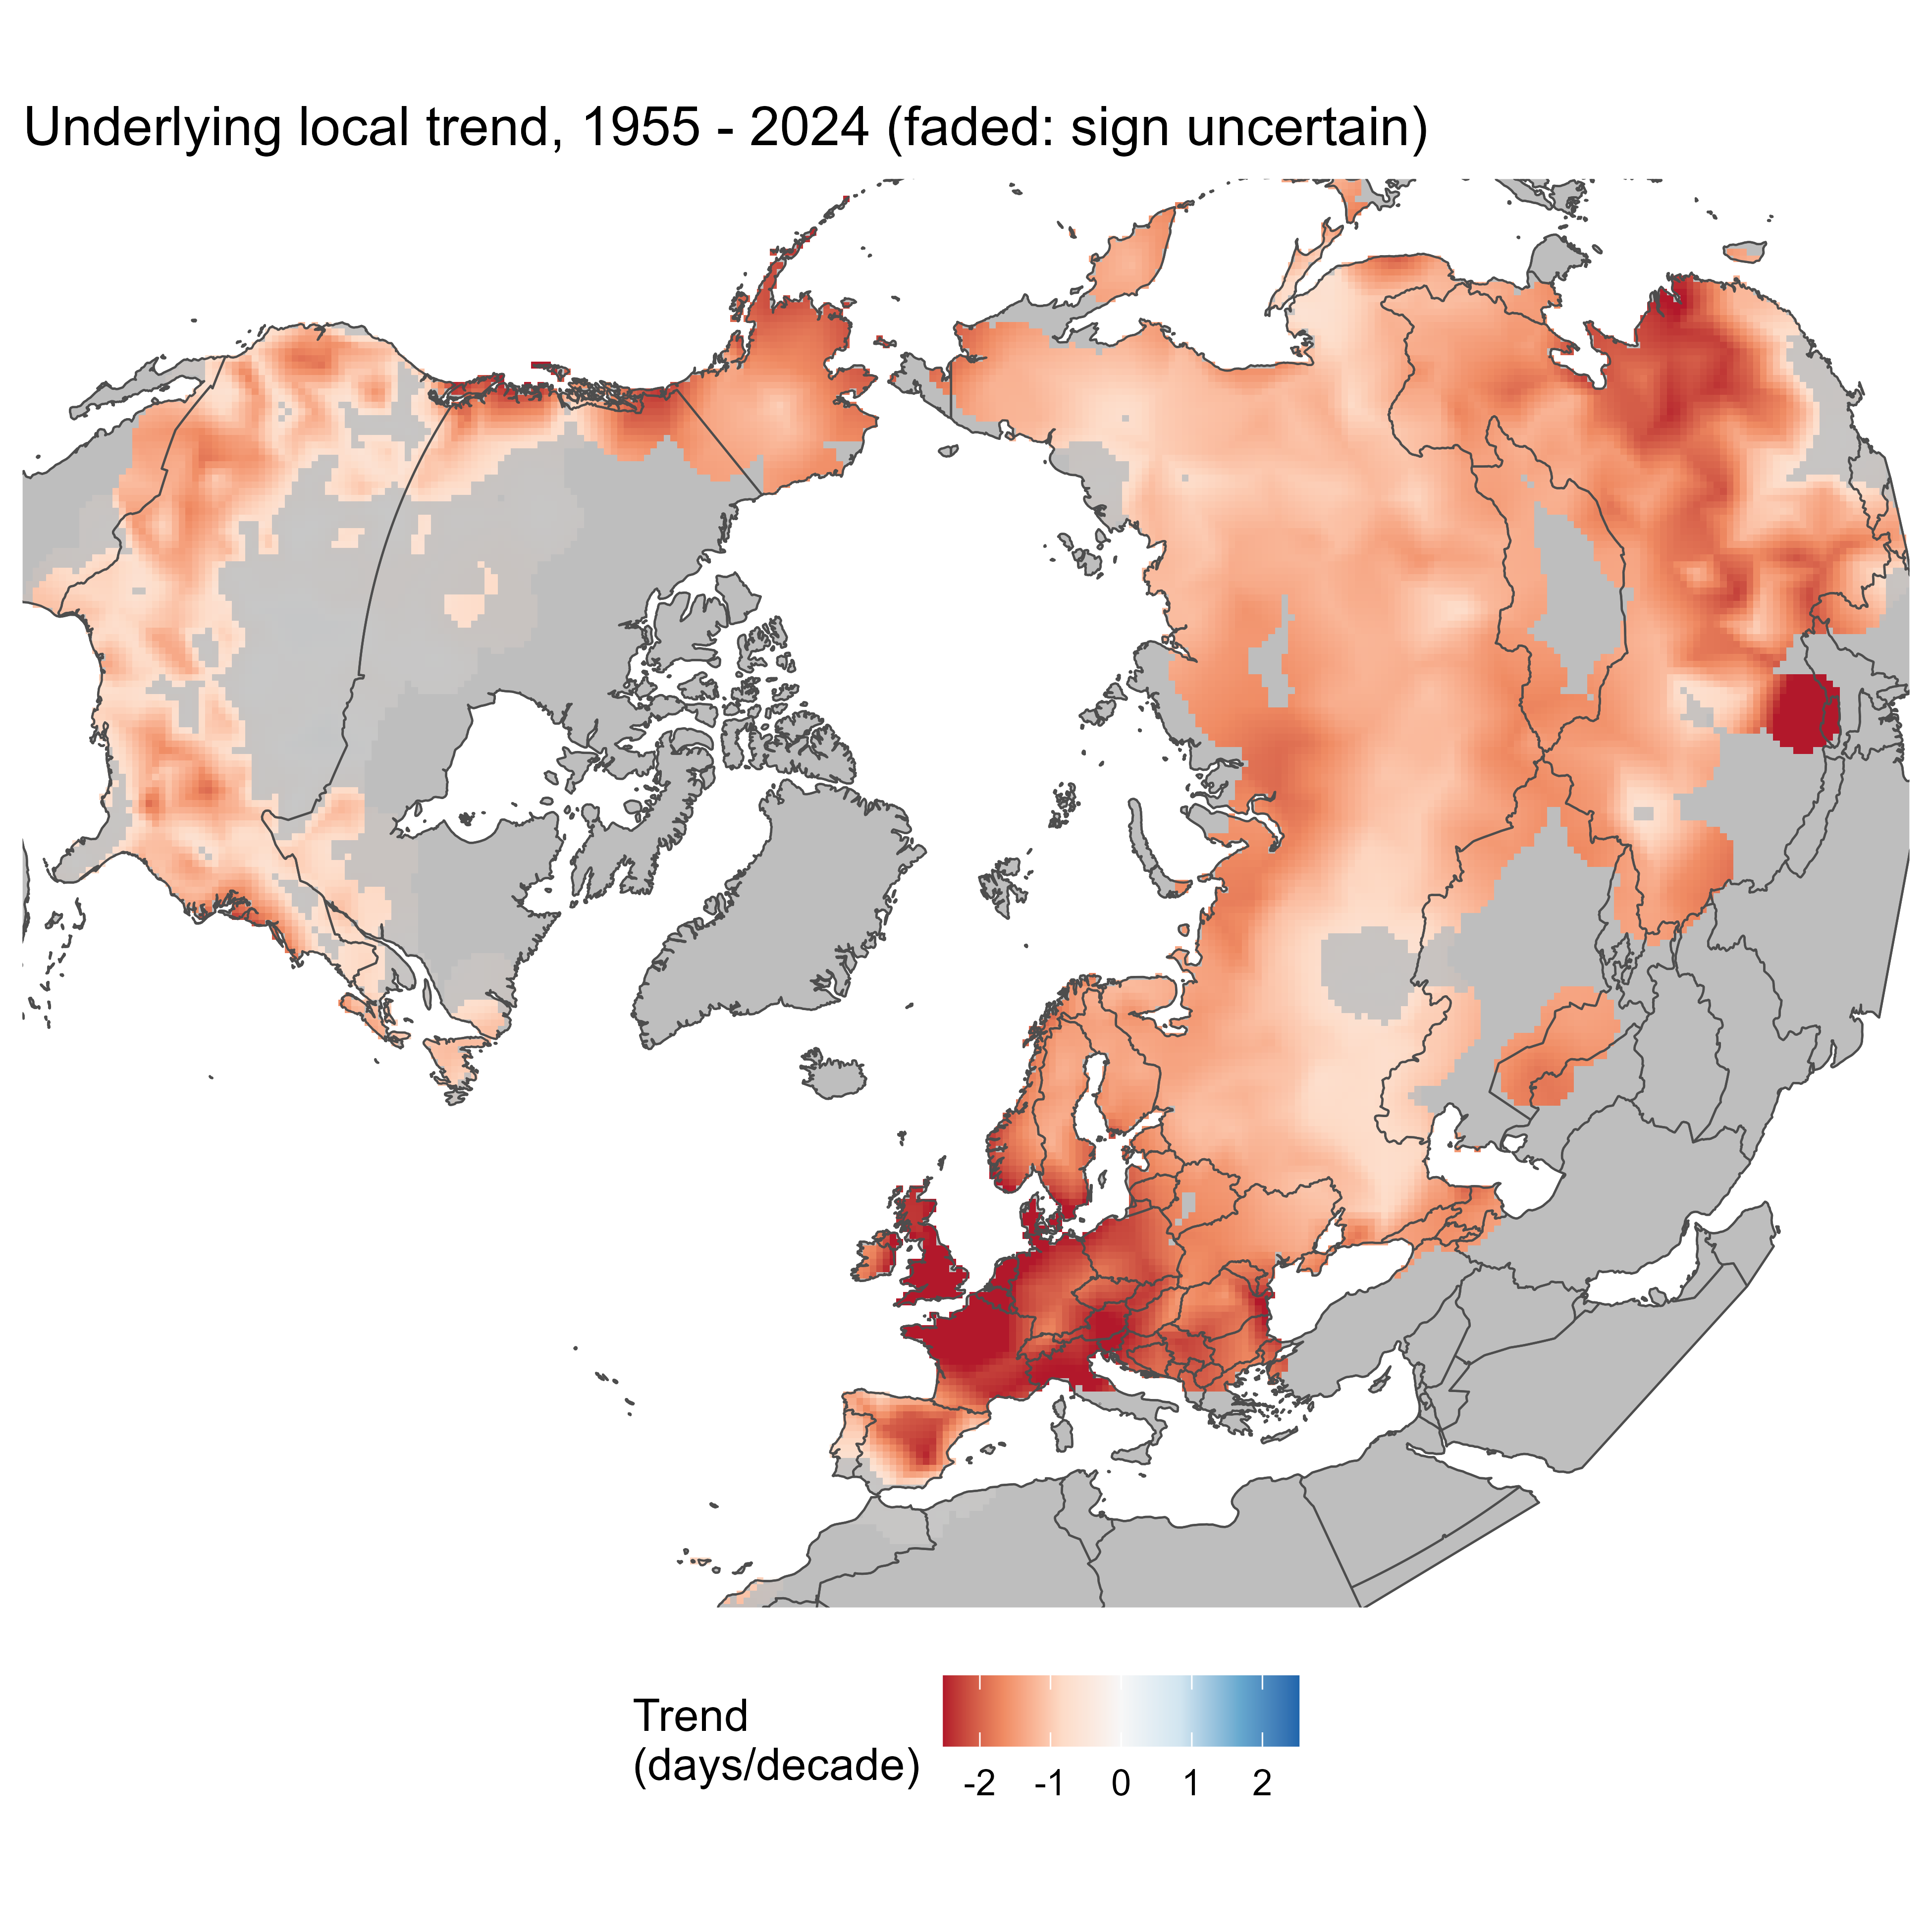 Underlying local trend, 1955 - 2024 (faded: sign uncertain)
Trend
(days/decade)
-2 -1 0 1 2